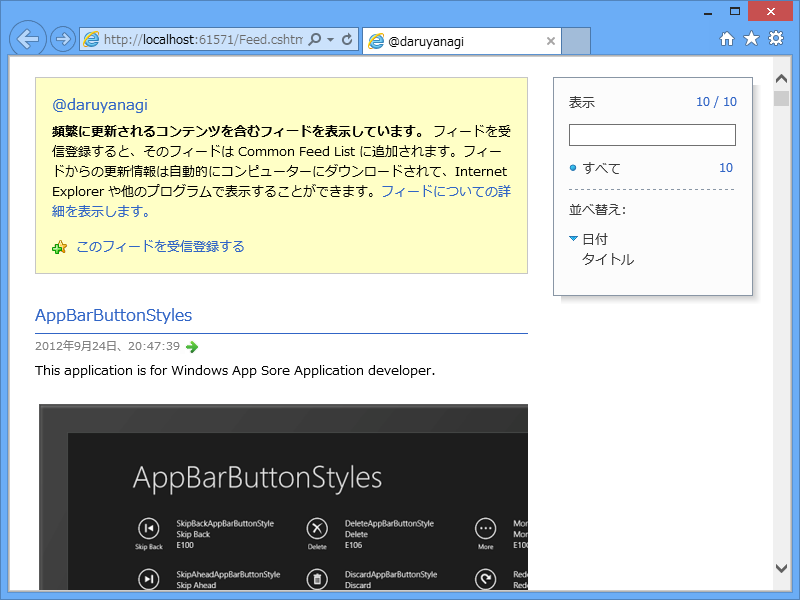 http://localhost:61571/Feed.cshtm
@daruyanagi
@daruyanagi
頻繁に更新されるコンテンツを含むフィードを表示しています。 フィードを受
信登録すると、そのフィードは Common Feed List に追加されます。フィー
ドからの更新情報は自動的にコンピューターにダウンロードされて、Internet
Explorer や他のプログラムで表示することができます。フィードについての詳
細を表示します。
このフィードを受信登録する
表示 10 / 10
すべて 10
並べ替え:
日付
タイトル
AppBarButtonStyles
2012年9月24日、20:47:39
This application is for Windows App Sore Application developer.
AppBarButtonStyles
Skip Back
SkipBackAppBarButtonStyle
Skip Back
E100
Delete
DeleteAppBarButtonStyle
Delete
E106
More
Mor
Mor
E10
SkipAheadAppBarButtonStyle
Skip Ahead
DiscardAppBarButtonStyle
Discard
Red
Red